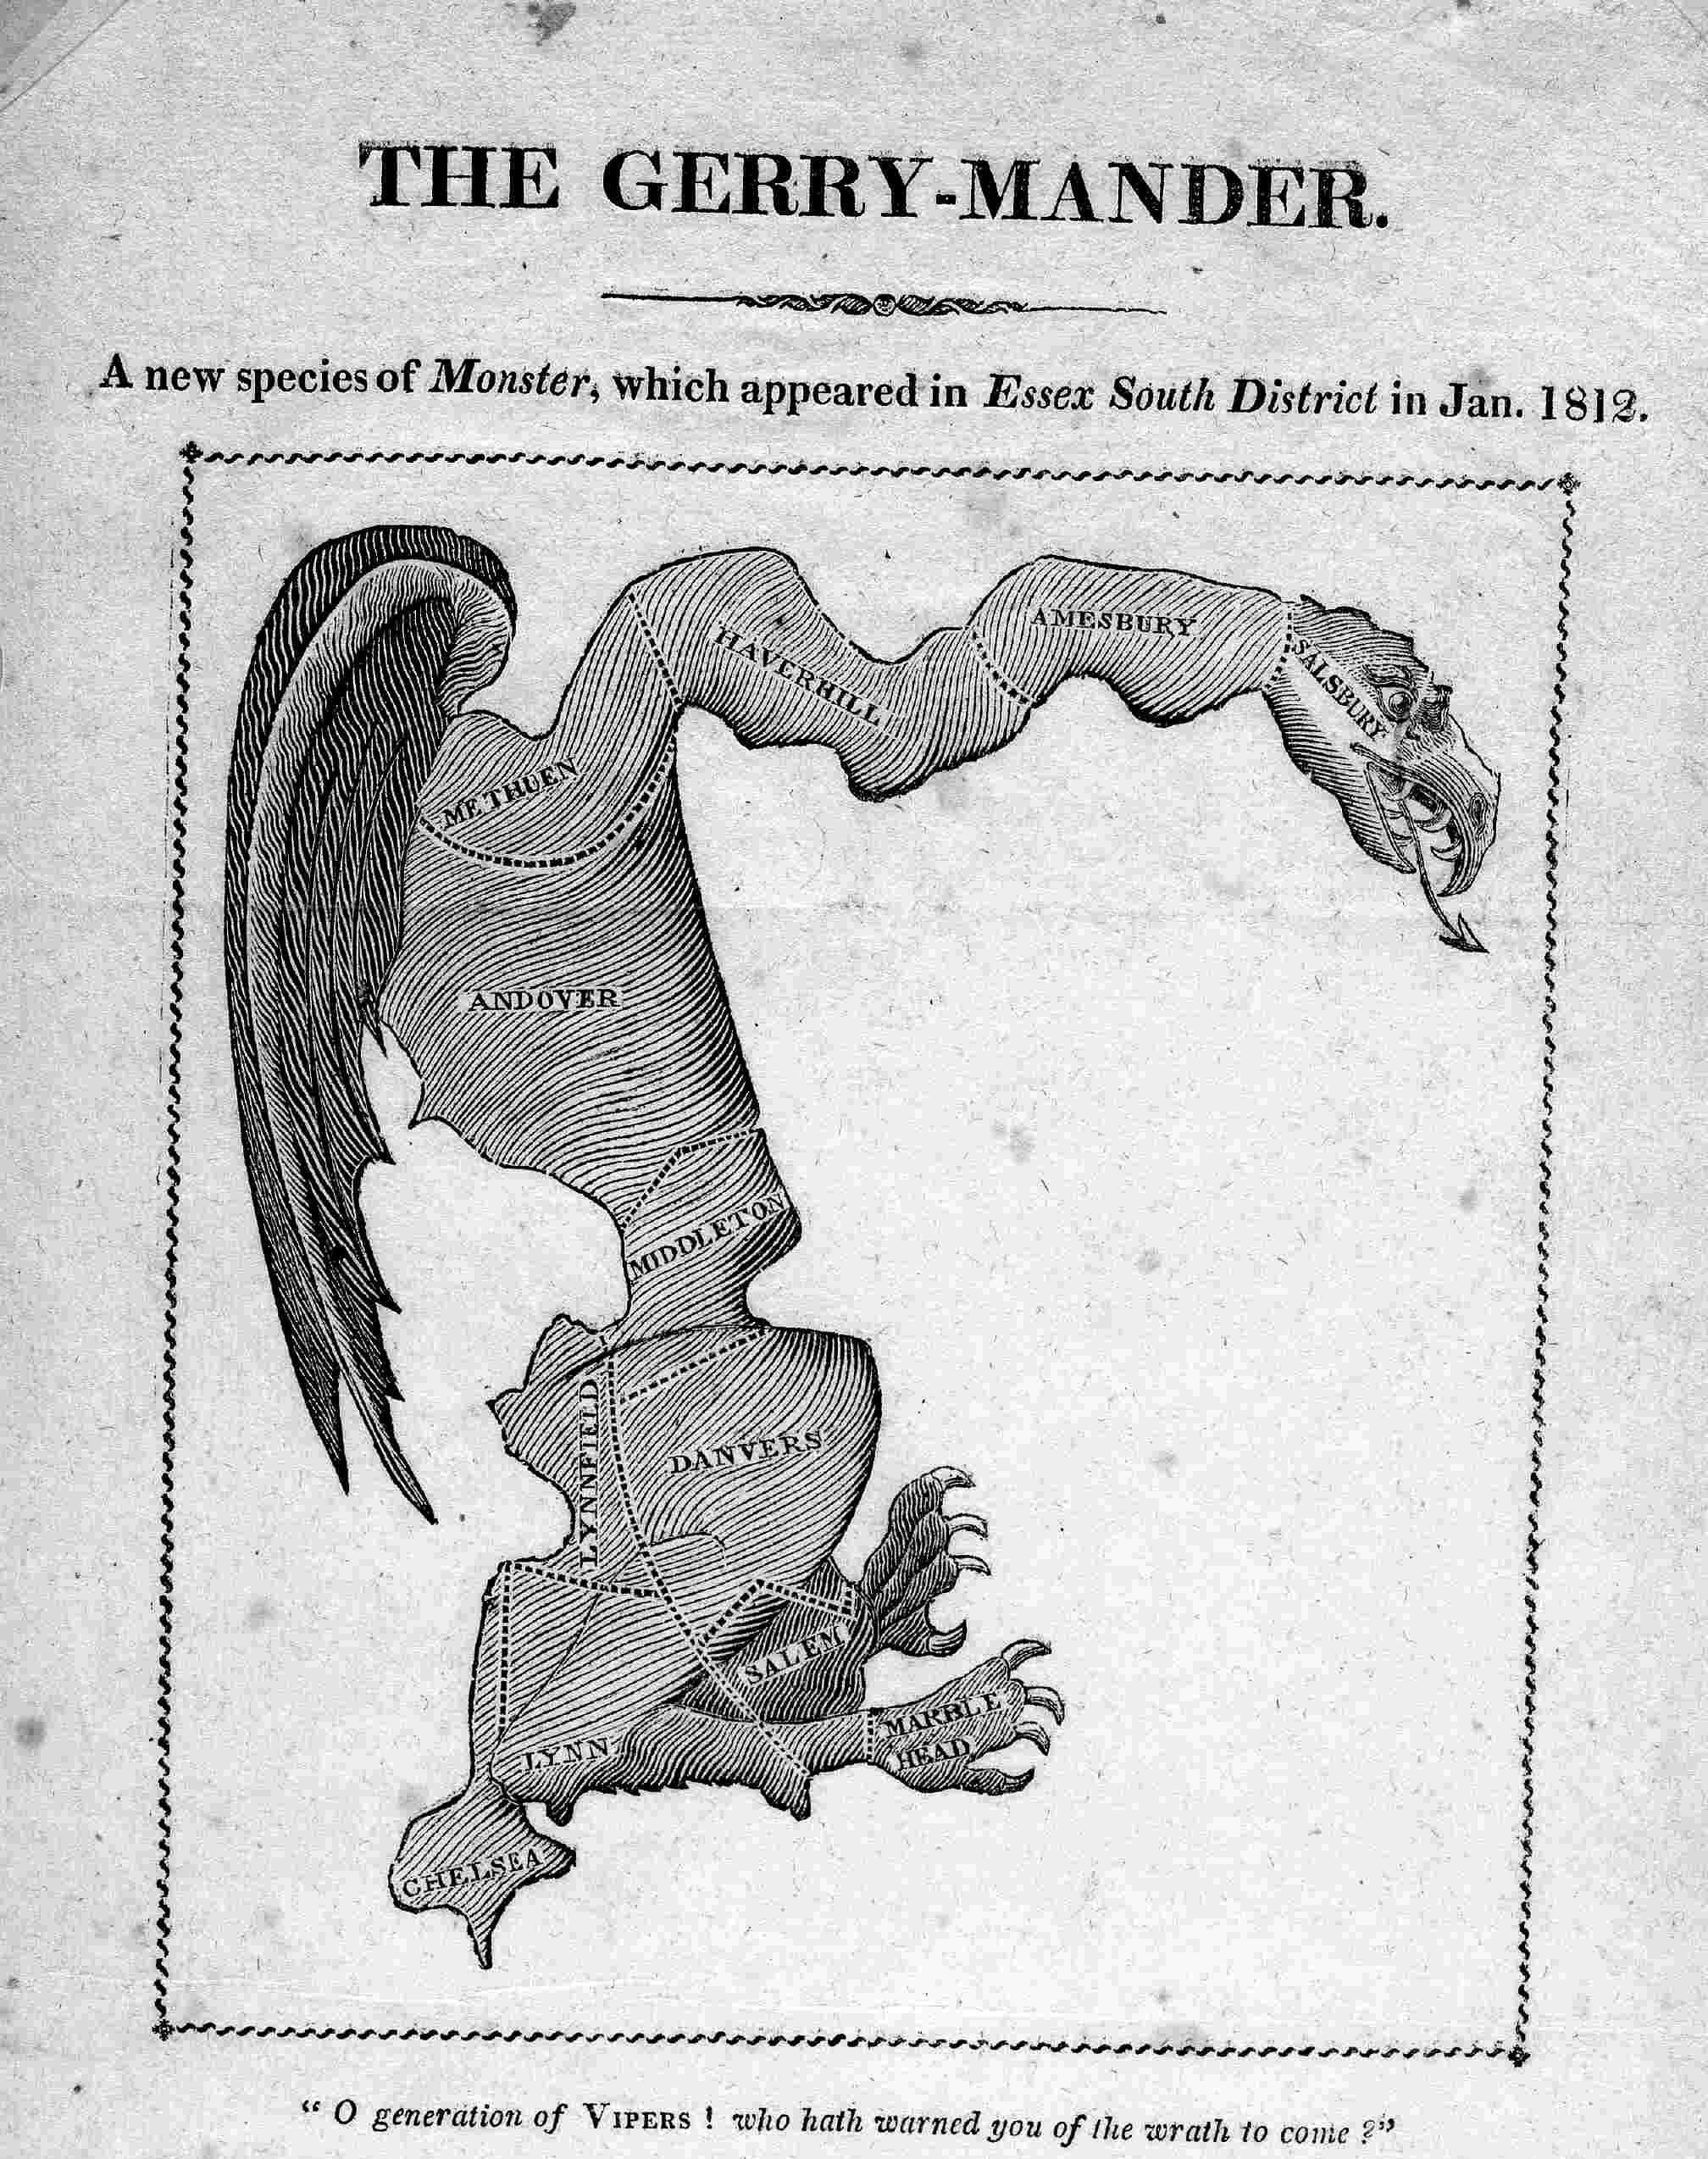 THE GERRY-MANDER.
A new species of Monster, which appeared in Essex South District in Jan. 1812.
AMESBURY
SALSBURY
HAVERHILL
METHUEN
ANDOVER
MIDDLETON
LYNNFIELD
DANVERS
SALEM
MARBLE
HEAD
LYNN
CHELSEA
“ O generation of VIPERS ! who hath warned you of the wrath to come ?”